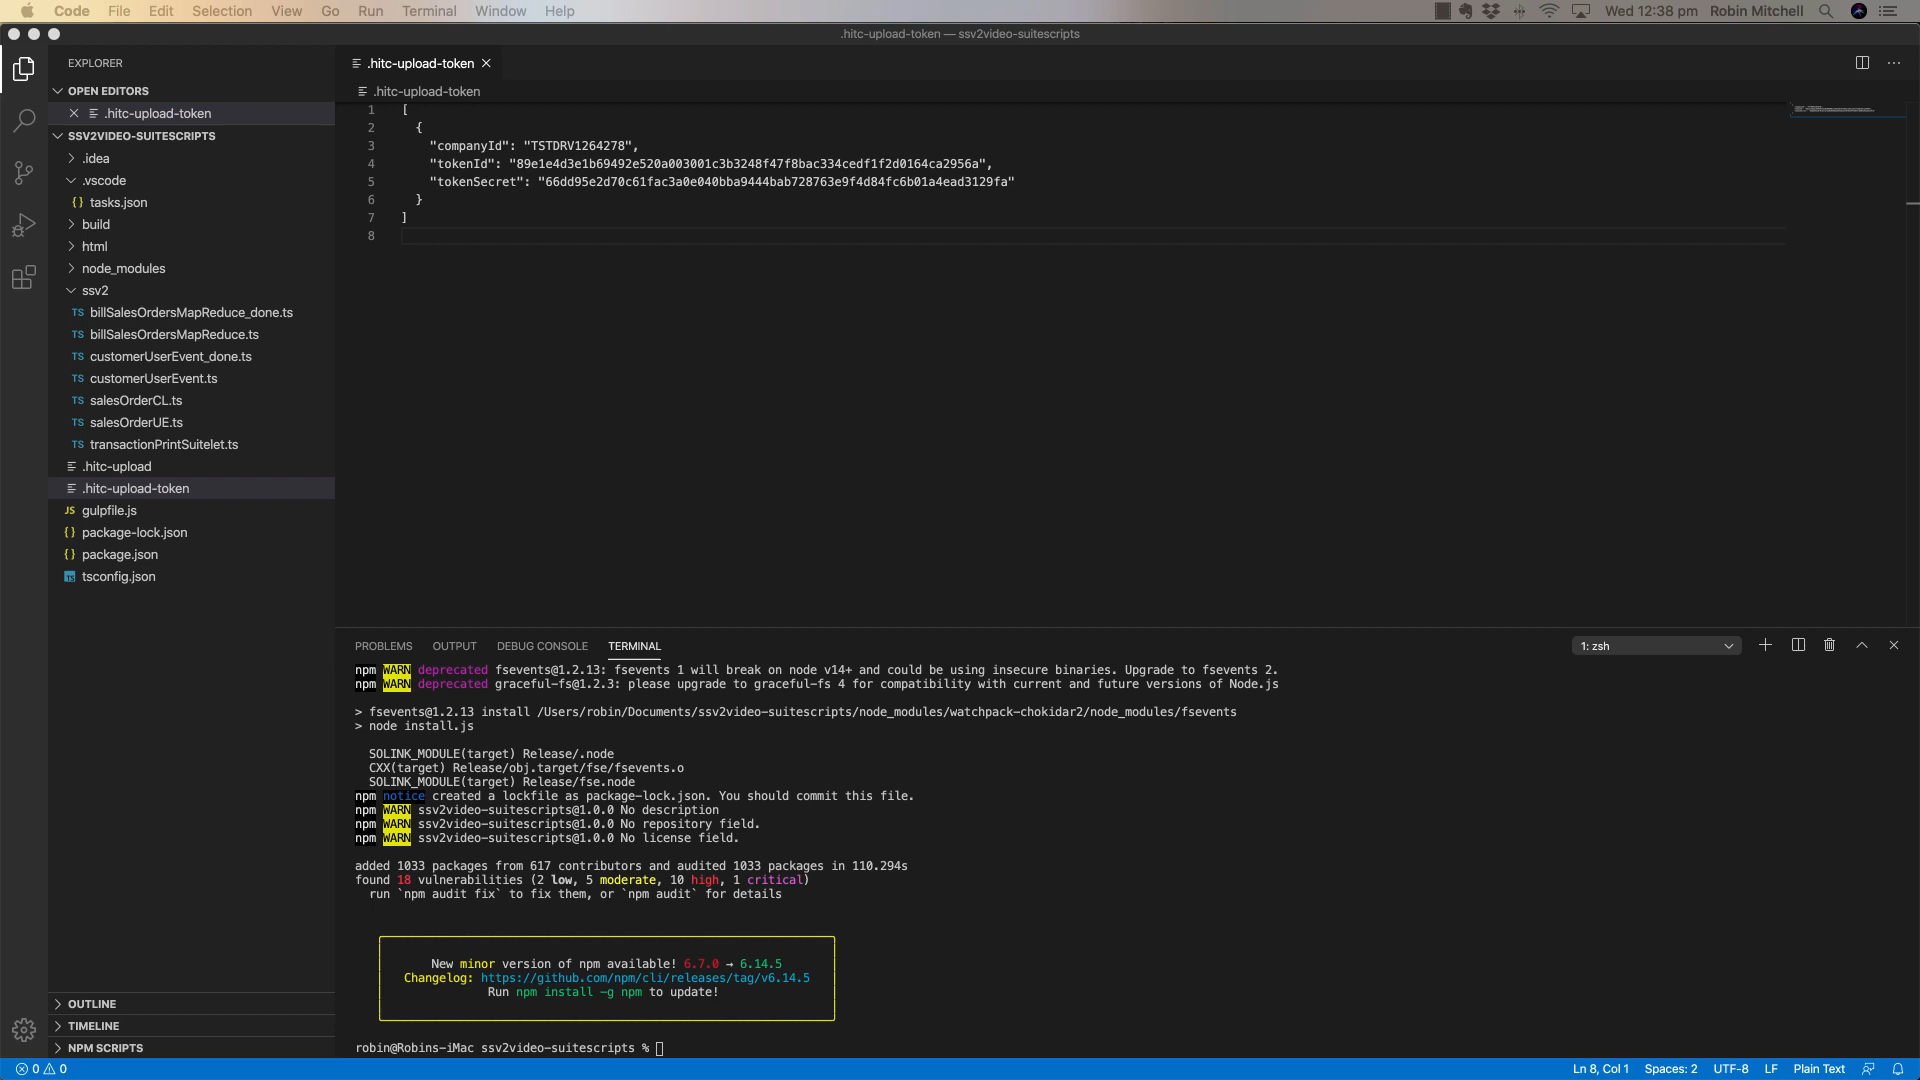 Code File Edit Selection View Go Run Terminal Window Help
Wed 12:38 pm Robin Mitchell
.hitc-upload-token — ssv2video-suitescripts
EXPLORER
OPEN EDITORS
.hitc-upload-token
SSV2VIDEO-SUITESCRIPTS
.idea
.vscode
{} tasks.json
build
html
node_modules
ssv2
TS billSalesOrdersMapReduce_done.ts
TS billSalesOrdersMapReduce.ts
TS customerUserEvent_done.ts
TS customerUserEvent.ts
TS salesOrderCL.ts
TS salesOrderUE.ts
TS transactionPrintSuitelet.ts
.hitc-upload
.hitc-upload-token
JS gulpfile.js
{} package-lock.json
{} package.json
TS tsconfig.json
OUTLINE
TIMELINE
NPM SCRIPTS
.hitc-upload-token
.hitc-upload-token
1 [
2 {
3 "companyId": "TSTDRV1264278",
4 "tokenId": "89e1e4d3e1b69492e520a003001c3b3248f47f8bac334cedf1f2d0164ca2956a",
5 "tokenSecret": "66dd95e2d70c61fac3a0e040bba9444bab728763e9f4d84fc6b01a4ead3129fa"
6 }
7 ]
8
PROBLEMS OUTPUT DEBUG CONSOLE TERMINAL 1: zsh
npm WARN deprecated fsevents@1.2.13: fsevents 1 will break on node v14+ and could be using insecure binaries. Upgrade to fsevents 2.
npm WARN deprecated graceful-fs@1.2.3: please upgrade to graceful-fs 4 for compatibility with current and future versions of Node.js
> fsevents@1.2.13 install /Users/robin/Documents/ssv2video-suitescripts/node_modules/watchpack-chokidar2/node_modules/fsevents
> node install.js
SOLINK_MODULE(target) Release/.node
CXX(target) Release/obj.target/fse/fsevents.o
SOLINK_MODULE(target) Release/fse.node
npm notice created a lockfile as package-lock.json. You should commit this file.
npm WARN ssv2video-suitescripts@1.0.0 No description
npm WARN ssv2video-suitescripts@1.0.0 No repository field.
npm WARN ssv2video-suitescripts@1.0.0 No license field.
added 1033 packages from 617 contributors and audited 1033 packages in 110.294s
found 18 vulnerabilities (2 low, 5 moderate, 10 high, 1 critical)
run `npm audit fix` to fix them, or `npm audit` for details
New minor version of npm available! 6.7.0 → 6.14.5
Changelog: https://github.com/npm/cli/releases/tag/v6.14.5
Run npm install -g npm to update!
robin@Robins-iMac ssv2video-suitescripts %
0 0 Ln 8, Col 1 Spaces: 2 UTF-8 LF Plain Text